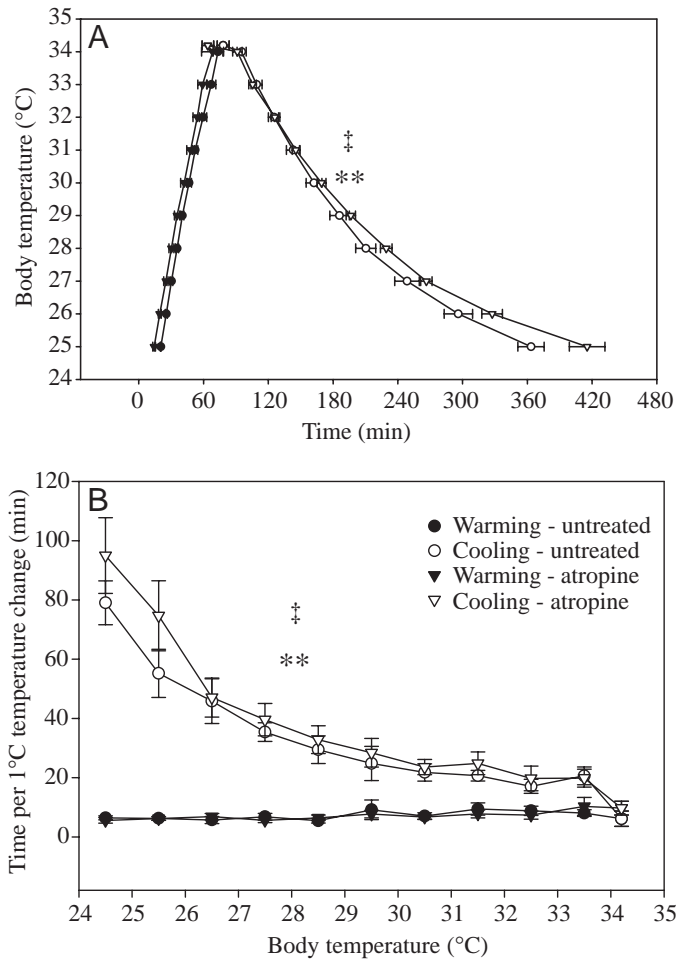 A
Body temperature (°C)
35
34
33
32
31
30
29
28
27
26
25
24
‡
**
0 60 120 180 240 300 360 420 480
Time (min)
B
Time per 1°C temperature change (min)
120
100
80
60
40
20
0
Warming - untreated
Cooling - untreated
Warming - atropine
Cooling - atropine
‡
**
24 25 26 27 28 29 30 31 32 33 34 35
Body temperature (°C)